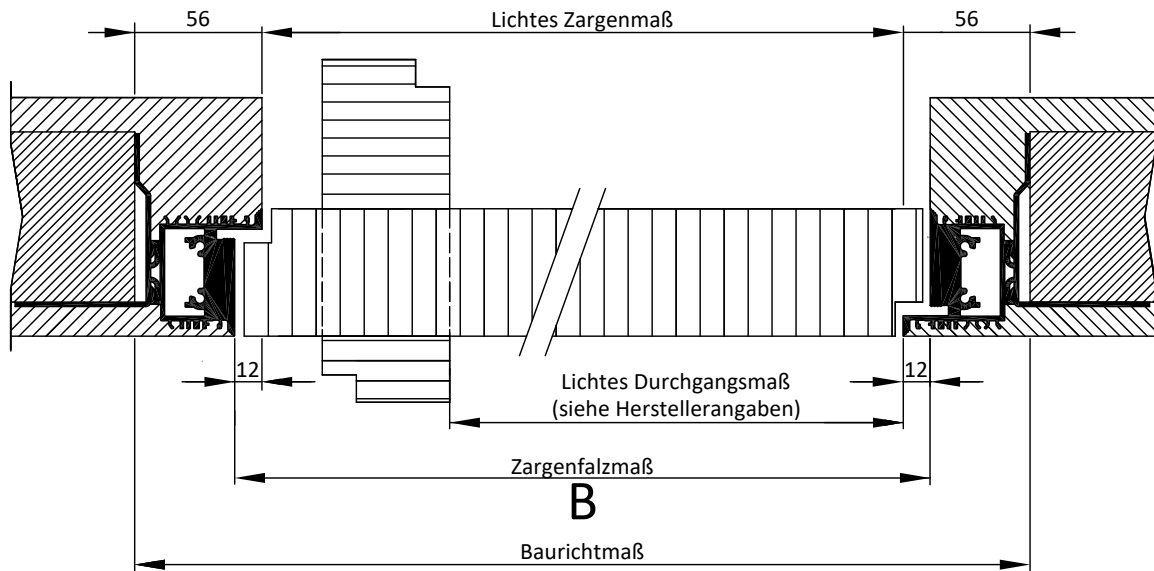 56
Lichtes Zargenmaß
56
12
Lichtes Durchgangsmaß
(siehe Herstellerangaben)
12
Zargenfalzmaß
B
Baurichtmaß